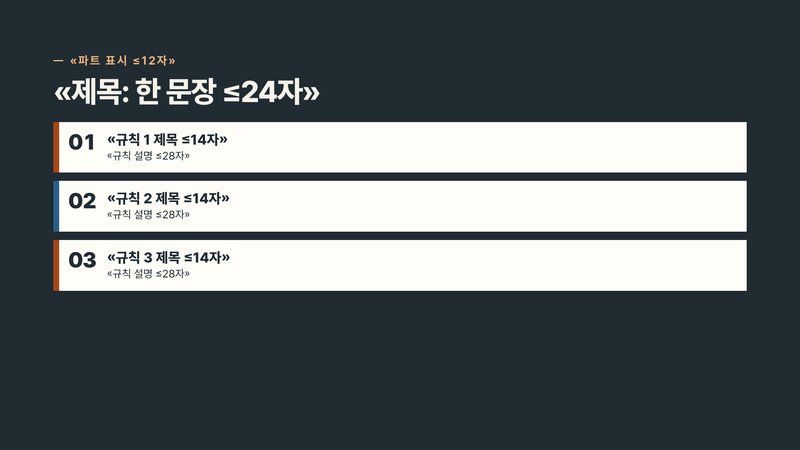 — «파트 표시 ≤12자»
«제목: 한 문장 ≤24자»
01 «규칙 1 제목 ≤14자»
«규칙 설명 ≤28자»
02 «규칙 2 제목 ≤14자»
«규칙 설명 ≤28자»
03 «규칙 3 제목 ≤14자»
«규칙 설명 ≤28자»